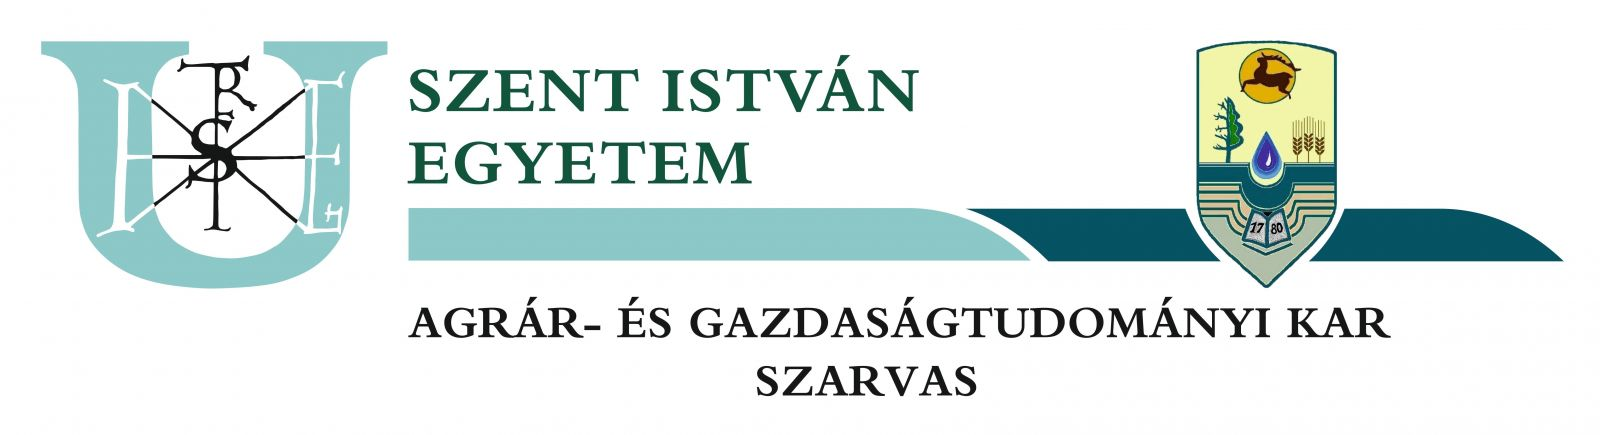 SZENT ISTVÁN
EGYETEM
17 80
AGRÁR- ÉS GAZDASÁGTUDOMÁNYI KAR
SZARVAS